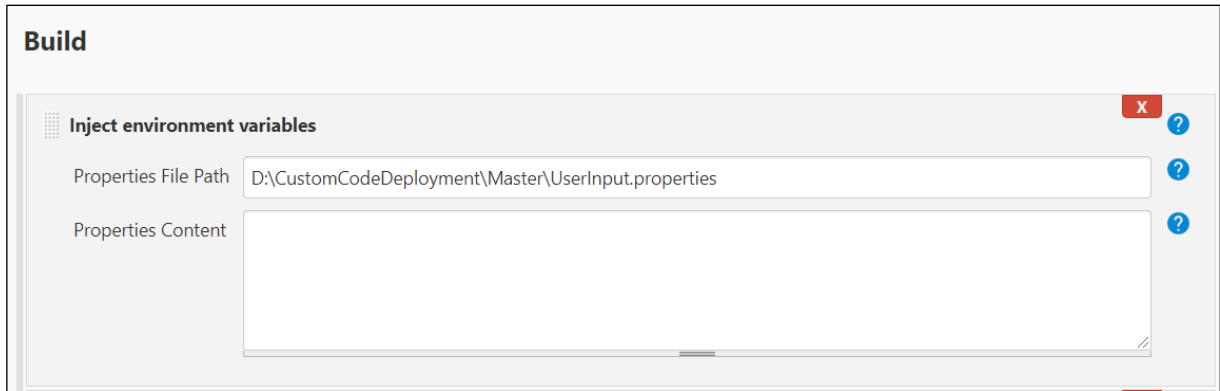 Build
X
Inject environment variables
?
Properties File Path
D:\CustomCodeDeployment\Master\UserInput.properties
?
Properties Content
?